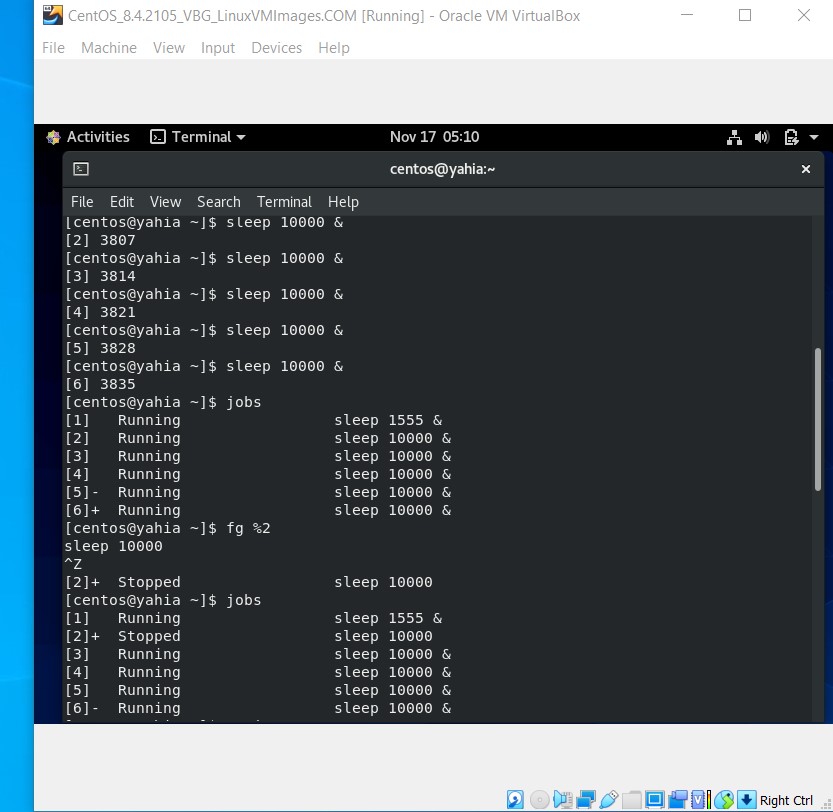 CentOS_8.4.2105_VBG_LinuxVMImages.COM [Running] - Oracle VM VirtualBox
File Machine View Input Devices Help
Activities Terminal Nov 17 05:10
centos@yahia:~
File Edit View Search Terminal Help
[centos@yahia ~]$ sleep 10000 &
[2] 3807
[centos@yahia ~]$ sleep 10000 &
[3] 3814
[centos@yahia ~]$ sleep 10000 &
[4] 3821
[centos@yahia ~]$ sleep 10000 &
[5] 3828
[centos@yahia ~]$ sleep 10000 &
[6] 3835
[centos@yahia ~]$ jobs
[1]   Running                 sleep 1555 &
[2]   Running                 sleep 10000 &
[3]   Running                 sleep 10000 &
[4]   Running                 sleep 10000 &
[5]-  Running                 sleep 10000 &
[6]+  Running                 sleep 10000 &
[centos@yahia ~]$ fg %2
sleep 10000
^Z
[2]+  Stopped                 sleep 10000
[centos@yahia ~]$ jobs
[1]   Running                 sleep 1555 &
[2]+  Stopped                 sleep 10000
[3]   Running                 sleep 10000 &
[4]   Running                 sleep 10000 &
[5]   Running                 sleep 10000 &
[6]-  Running                 sleep 10000 &
Right Ctrl